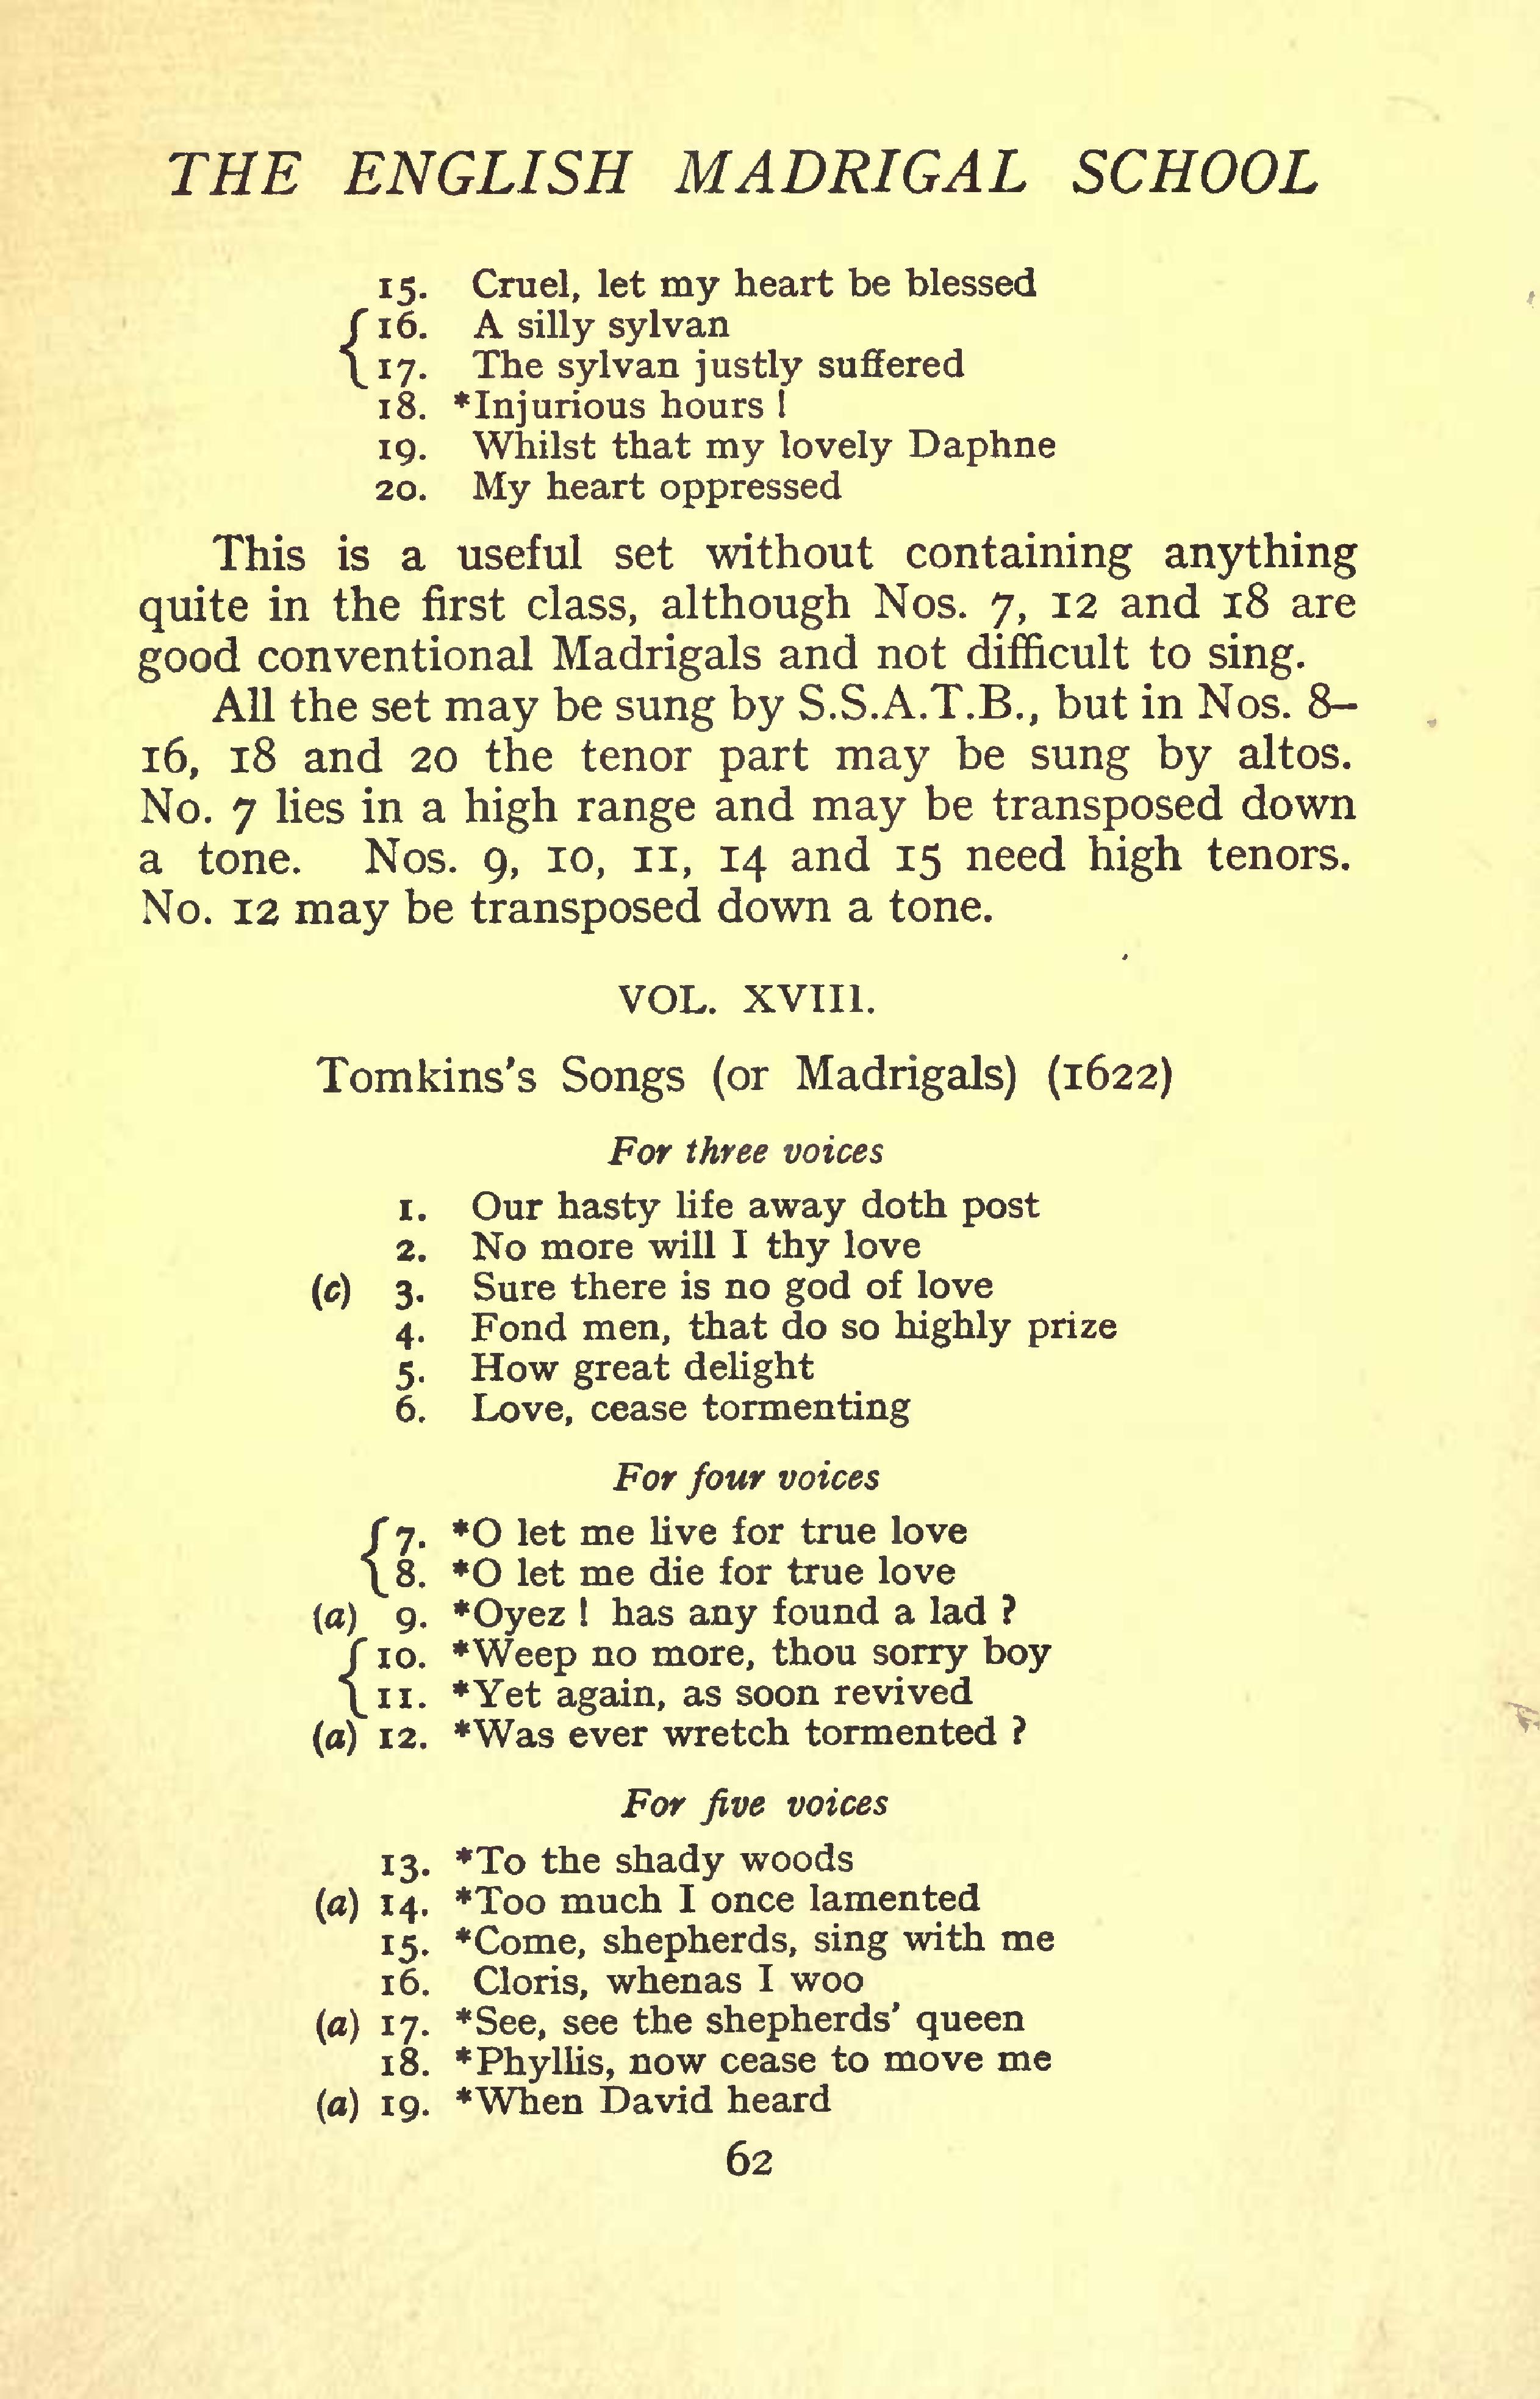 THE ENGLISH MADRIGAL SCHOOL
15. Cruel, let my heart be blessed
{ 16. A silly sylvan
17. The sylvan justly suffered
18. *Injurious hours !
19. Whilst that my lovely Daphne
20. My heart oppressed
This is a useful set without containing anything
quite in the first class, although Nos. 7, 12 and 18 are
good conventional Madrigals and not difficult to sing.
All the set may be sung by S.S.A.T.B., but in Nos. 8–
16, 18 and 20 the tenor part may be sung by altos.
No. 7 lies in a high range and may be transposed down
a tone. Nos. 9, 10, 11, 14 and 15 need high tenors.
No. 12 may be transposed down a tone.
VOL. XVIII.
Tomkins's Songs (or Madrigals) (1622)
For three voices
1. Our hasty life away doth post
2. No more will I thy love
(c) 3. Sure there is no god of love
4. Fond men, that do so highly prize
5. How great delight
6. Love, cease tormenting
For four voices
{ 7. *O let me live for true love
8. *O let me die for true love
(a) 9. *Oyez ! has any found a lad ?
{ 10. *Weep no more, thou sorry boy
11. *Yet again, as soon revived
(a) 12. *Was ever wretch tormented ?
For five voices
13. *To the shady woods
(a) 14. *Too much I once lamented
15. *Come, shepherds, sing with me
16. Cloris, whenas I woo
(a) 17. *See, see the shepherds' queen
18. *Phyllis, now cease to move me
(a) 19. *When David heard
62